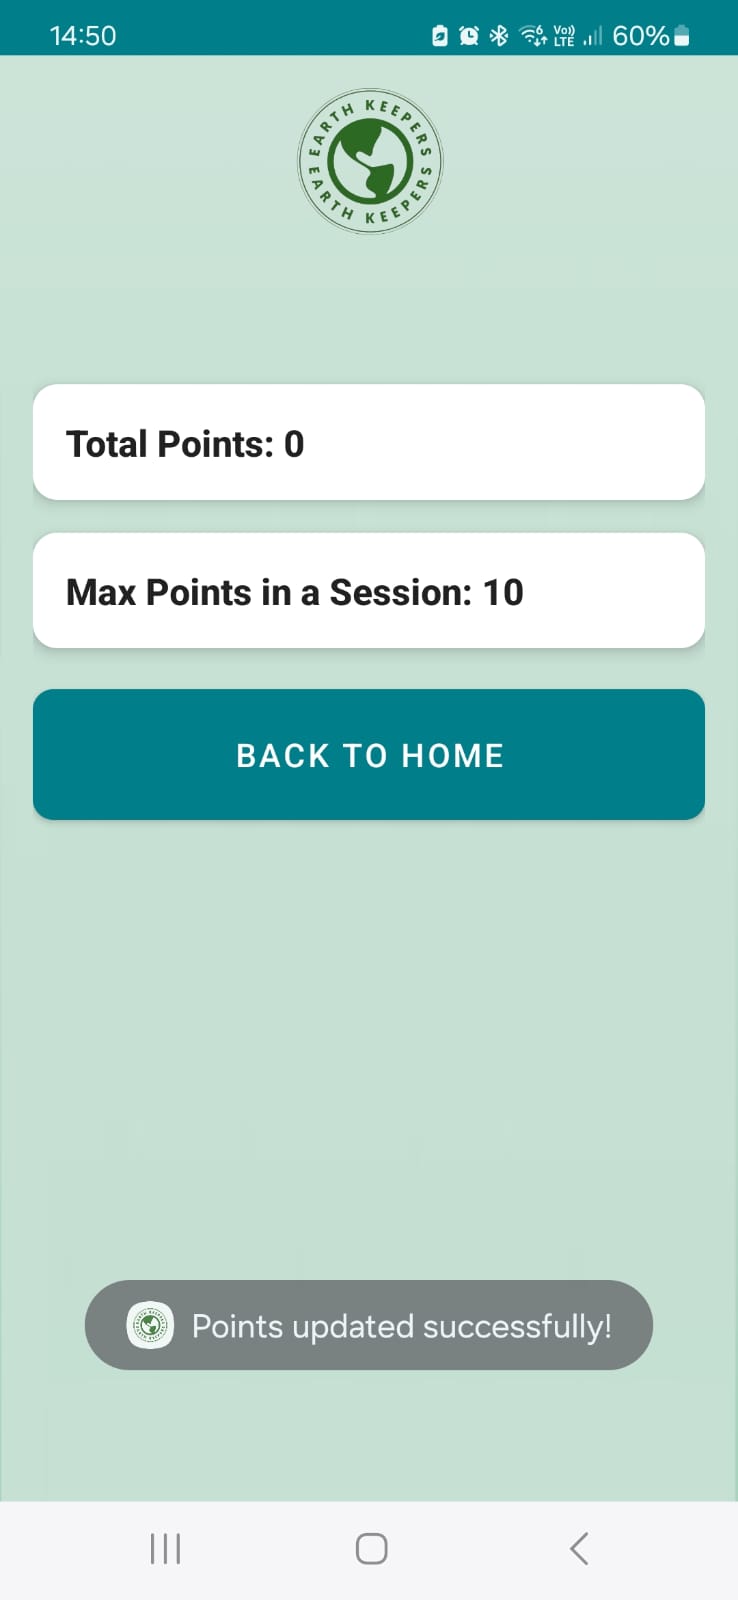 14:50
Vo))
LTE
60%
EARTH KEEPERS
EARTH KEEPERS
Total Points: 0
Max Points in a Session: 10
BACK TO HOME
Points updated successfully!